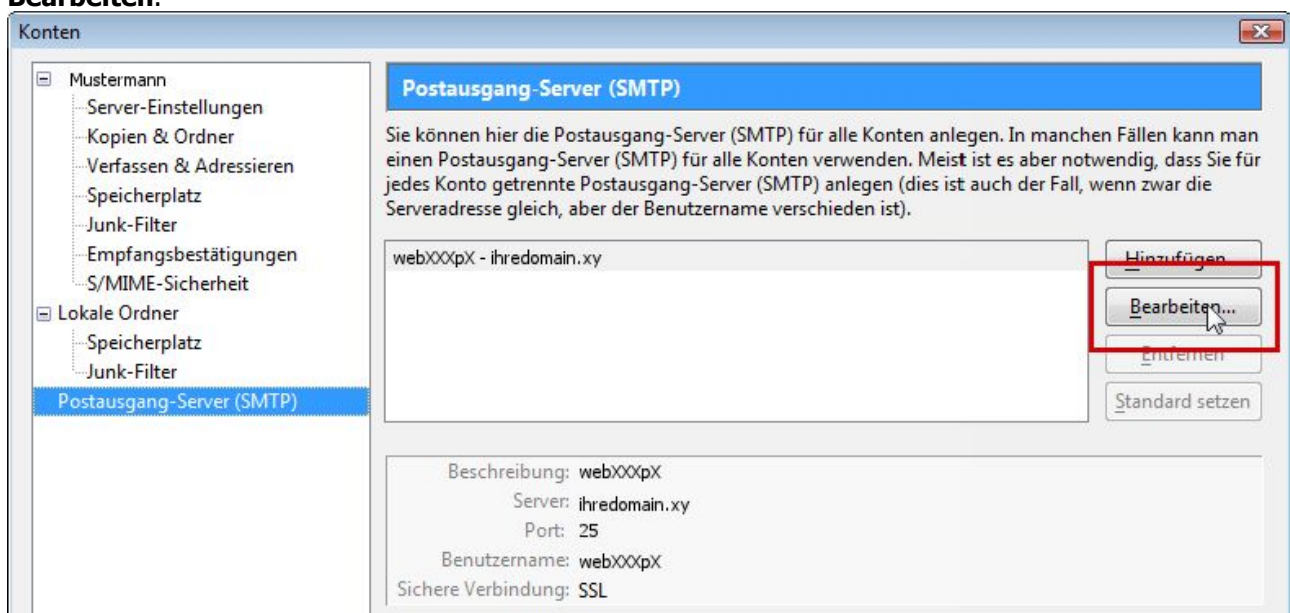 Bearbeiten.
Konten
Mustermann
Server-Einstellungen
Kopien & Ordner
Verfassen & Adressieren
Speicherplatz
Junk-Filter
Empfangsbestätigungen
S/MIME-Sicherheit
Lokale Ordner
Speicherplatz
Junk-Filter
Postausgang-Server (SMTP)
Postausgang-Server (SMTP)
Sie können hier die Postausgang-Server (SMTP) für alle Konten anlegen. In manchen Fällen kann man
einen Postausgang-Server (SMTP) für alle Konten verwenden. Meist ist es aber notwendig, dass Sie für
jedes Konto getrennte Postausgang-Server (SMTP) anlegen (dies ist auch der Fall, wenn zwar die
Serveradresse gleich, aber der Benutzername verschieden ist).
webXXXpX - ihredomain.xy
Hinzufügen...
Bearbeiten...
Entfernen
Standard setzen
Beschreibung: webXXXpX
Server: ihredomain.xy
Port: 25
Benutzername: webXXXpX
Sichere Verbindung: SSL